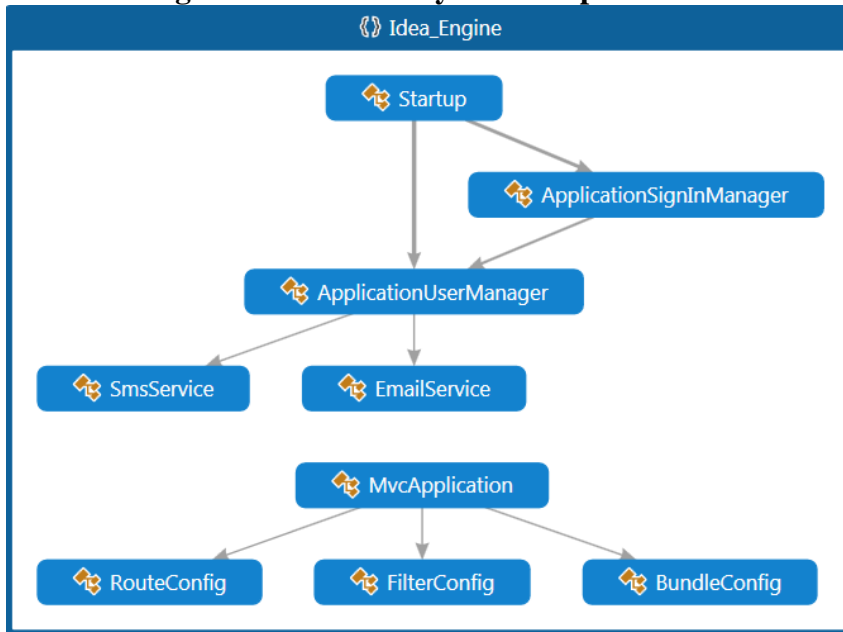 Idea_Engine
Startup
ApplicationSignInManager
ApplicationUserManager
SmsService
EmailService
MvcApplication
RouteConfig
FilterConfig
BundleConfig